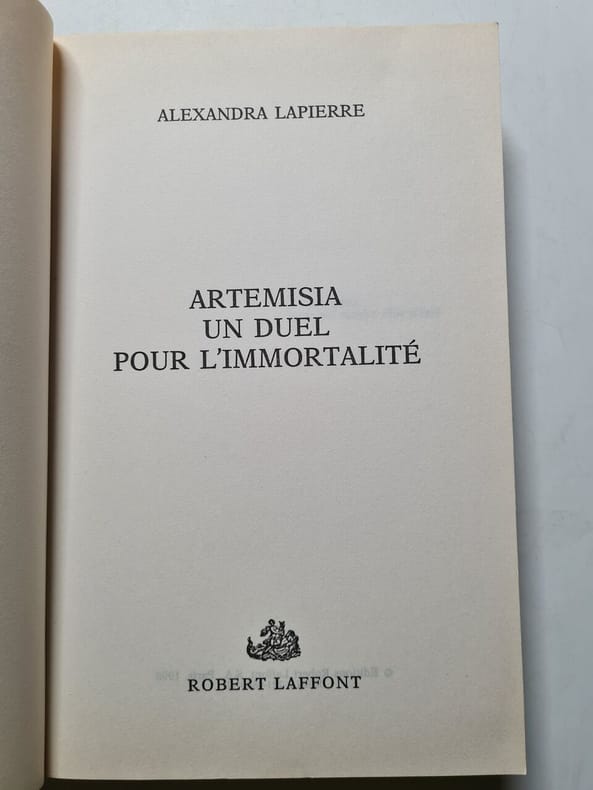 ALEXANDRA LAPIERRE
ARTEMISIA
UN DUEL
POUR L'IMMORTALITÉ
ROBERT LAFFONT